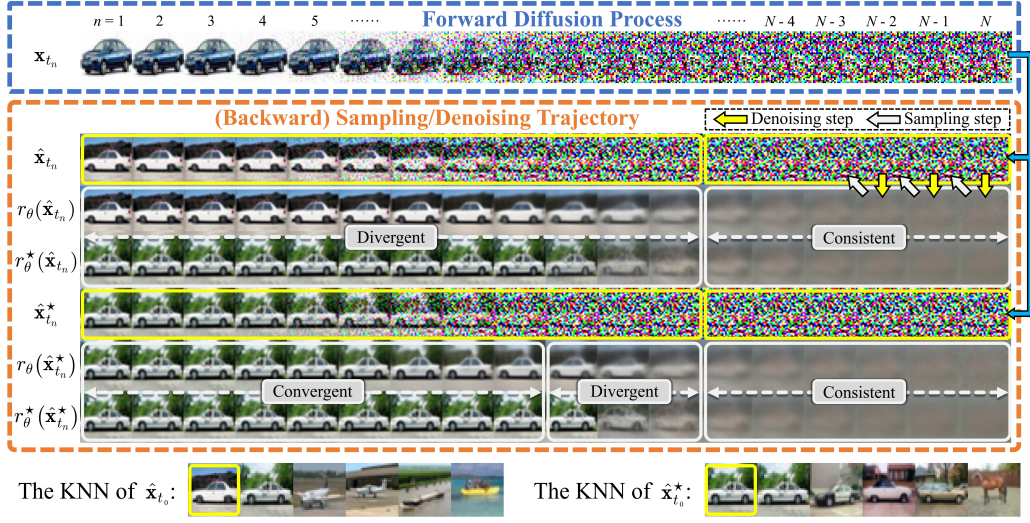 n = 1 2 3 4 5 ⋯⋯ Forward Diffusion Process ⋯⋯ N - 4 N - 3 N - 2 N - 1 N
𝐱_{t_n}
(Backward) Sampling/Denoising Trajectory
Denoising step Sampling step
𝐱̂_{t_n}
r_θ(𝐱̂_{t_n})
Divergent Consistent
r_θ^★(𝐱̂_{t_n})
𝐱̂_{t_n}^★
r_θ(𝐱̂_{t_n}^★)
Convergent Divergent Consistent
r_θ^★(𝐱̂_{t_n}^★)
The KNN of 𝐱̂_{t_0}: The KNN of 𝐱̂_{t_0}^★: